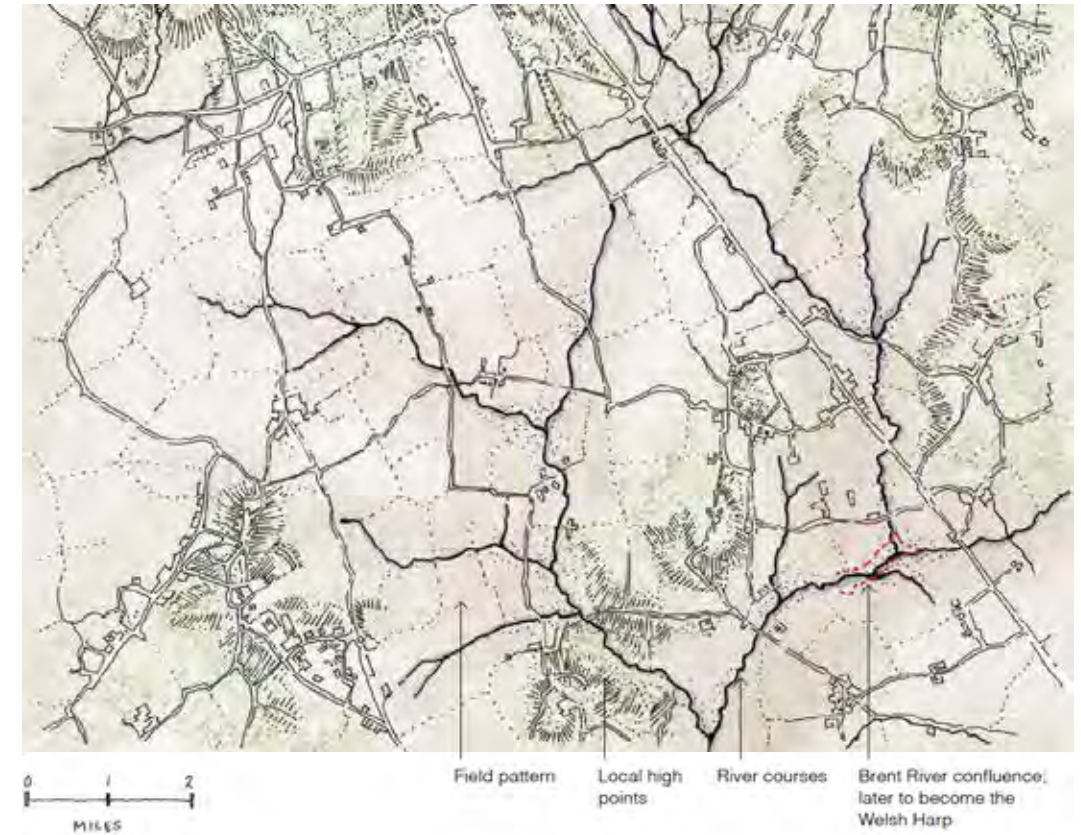 0 1 2
MILES
Field pattern
Local high
points
River courses
Brent River confluence;
later to become the
Welsh Harp